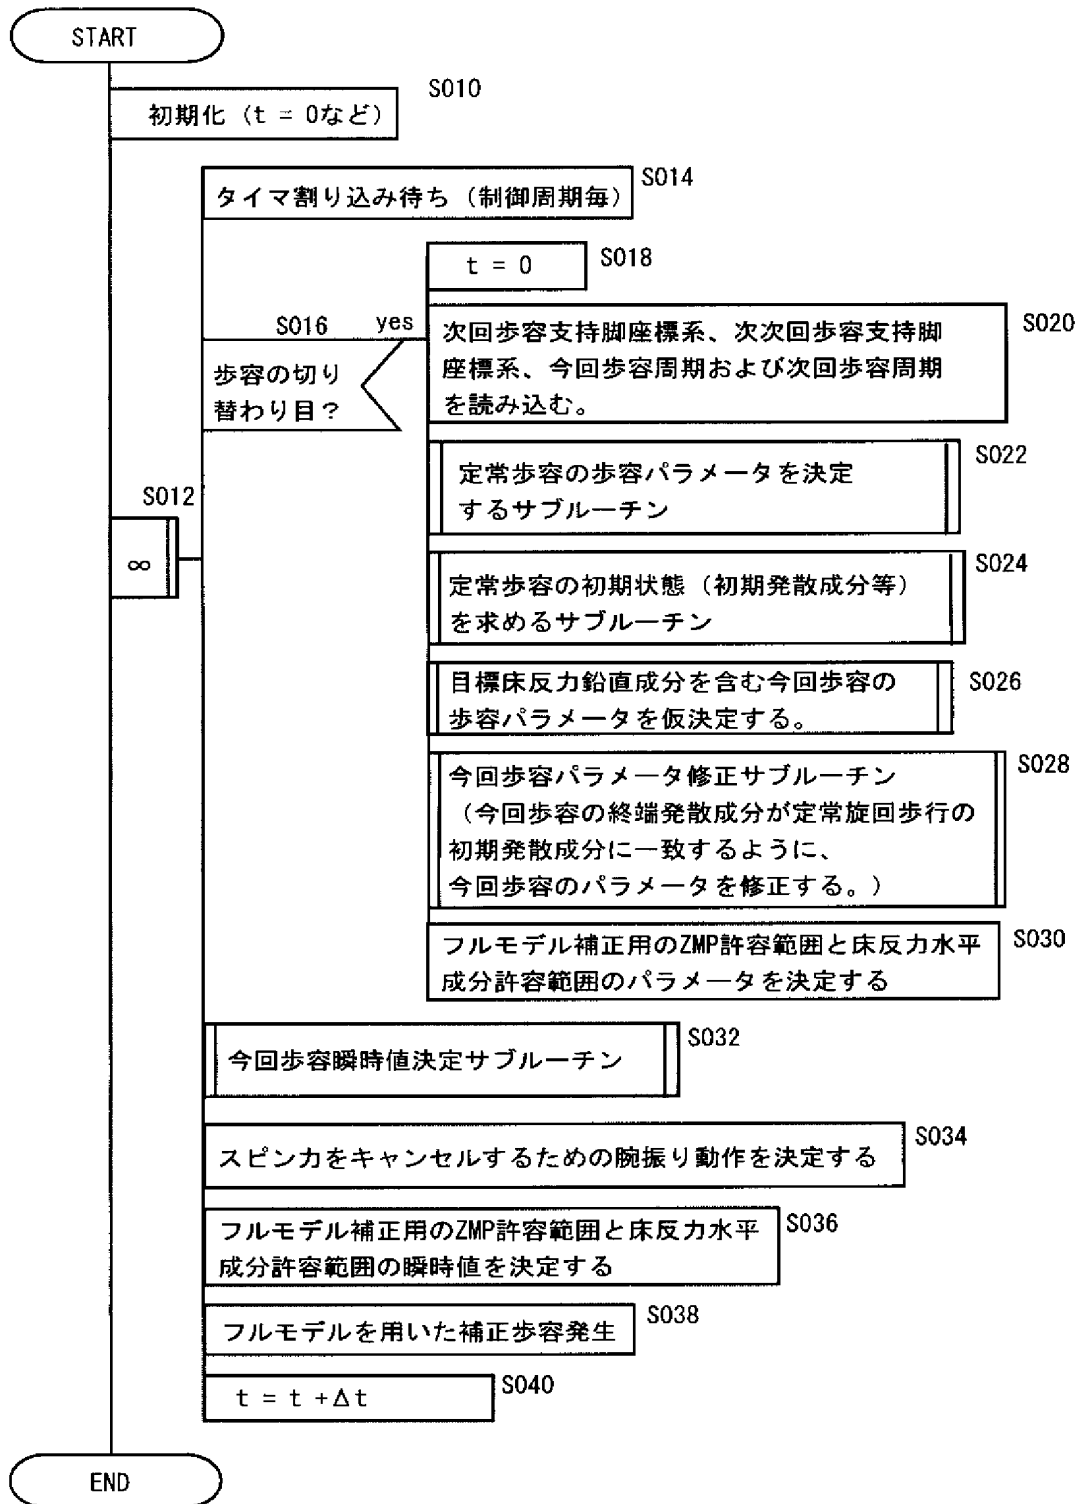 START
S010
初期化（t = 0など）
S014
タイマ割り込み待ち（制御周期毎）
S018
t = 0
S016
yes
歩容の切り
替わり目？
S020
次回歩容支持脚座標系、次次回歩容支持脚
座標系、今回歩容周期および次回歩容周期
を読み込む。
S022
定常歩容の歩容パラメータを決定
するサブルーチン
S012
∞
S024
定常歩容の初期状態（初期発散成分等）
を求めるサブルーチン
S026
目標床反力鉛直成分を含む今回歩容の
歩容パラメータを仮決定する。
S028
今回歩容パラメータ修正サブルーチン
（今回歩容の終端発散成分が定常旋回歩行の
初期発散成分に一致するように、
今回歩容のパラメータを修正する。）
S030
フルモデル補正用のZMP許容範囲と床反力水平
成分許容範囲のパラメータを決定する
S032
今回歩容瞬時値決定サブルーチン
S034
スピン力をキャンセルするための腕振り動作を決定する
S036
フルモデル補正用のZMP許容範囲と床反力水平
成分許容範囲の瞬時値を決定する
S038
フルモデルを用いた補正歩容発生
S040
t = t +Δt
END